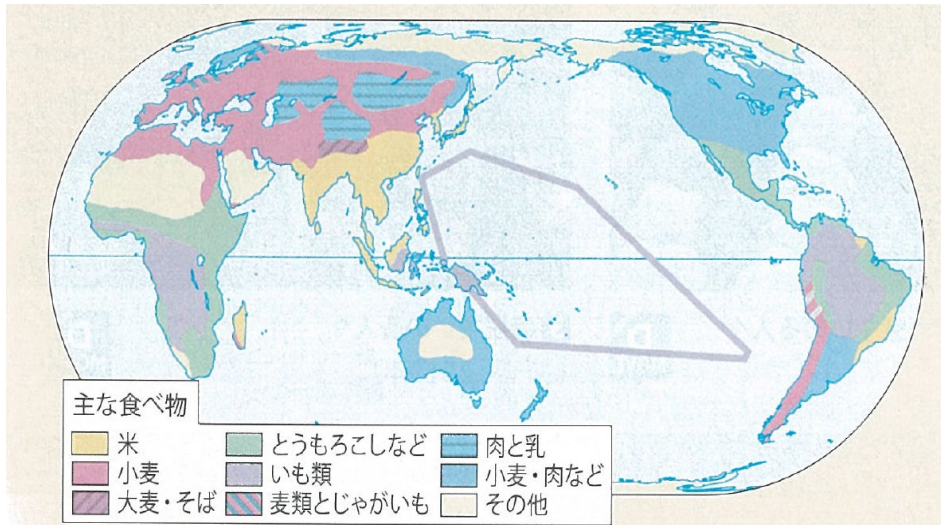 主な食べ物
米
とうもろこしなど
肉と乳
小麦
いも類
小麦・肉など
大麦・そば
麦類とじゃがいも
その他